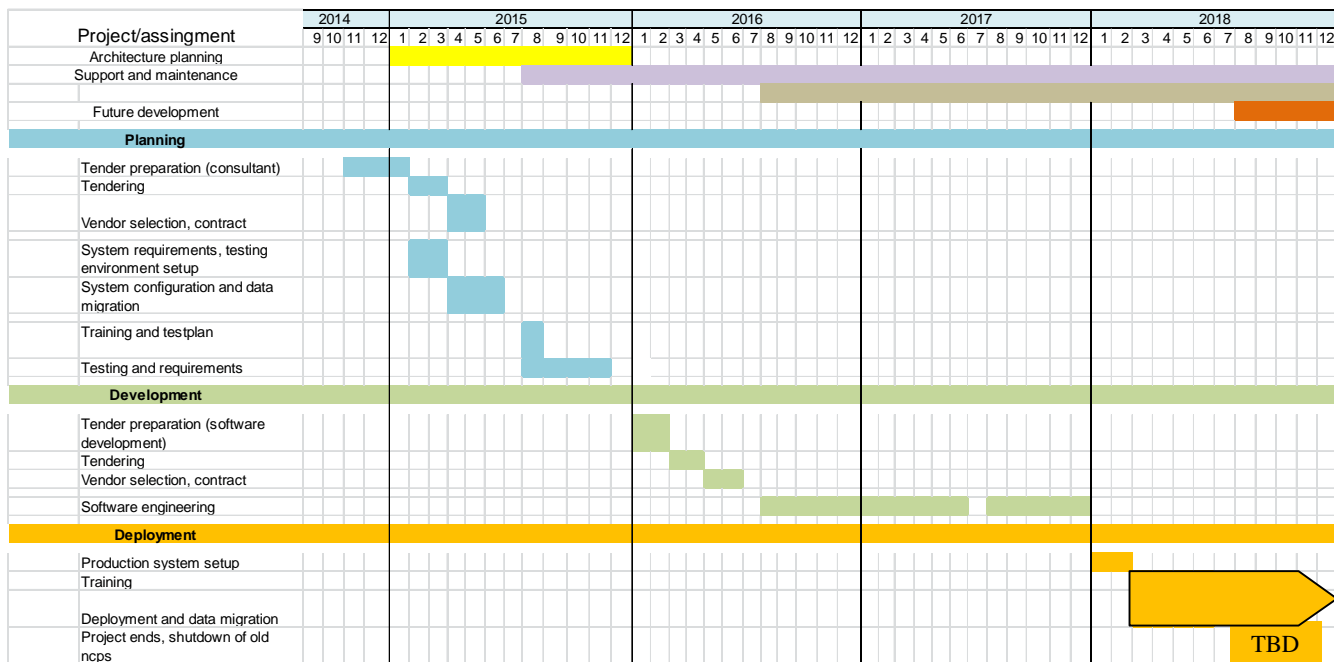 2014 2015 2016 2017 2018
Project/assingment 9 10 11 12 1 2 3 4 5 6 7 8 9 10 11 12 1 2 3 4 5 6 7 8 9 10 11 12 1 2 3 4 5 6 7 8 9 10 11 12 1 2 3 4 5 6 7 8 9 10 11 12
Architecture planning
Support and maintenance
Future development
Planning
Tender preparation (consultant)
Tendering
Vendor selection, contract
System requirements, testing
environment setup
System configuration and data
migration
Training and testplan
Testing and requirements
Development
Tender preparation (software
development)
Tendering
Vendor selection, contract
Software engineering
Deployment
Production system setup
Training
Deployment and data migration
Project ends, shutdown of old
ncps
TBD